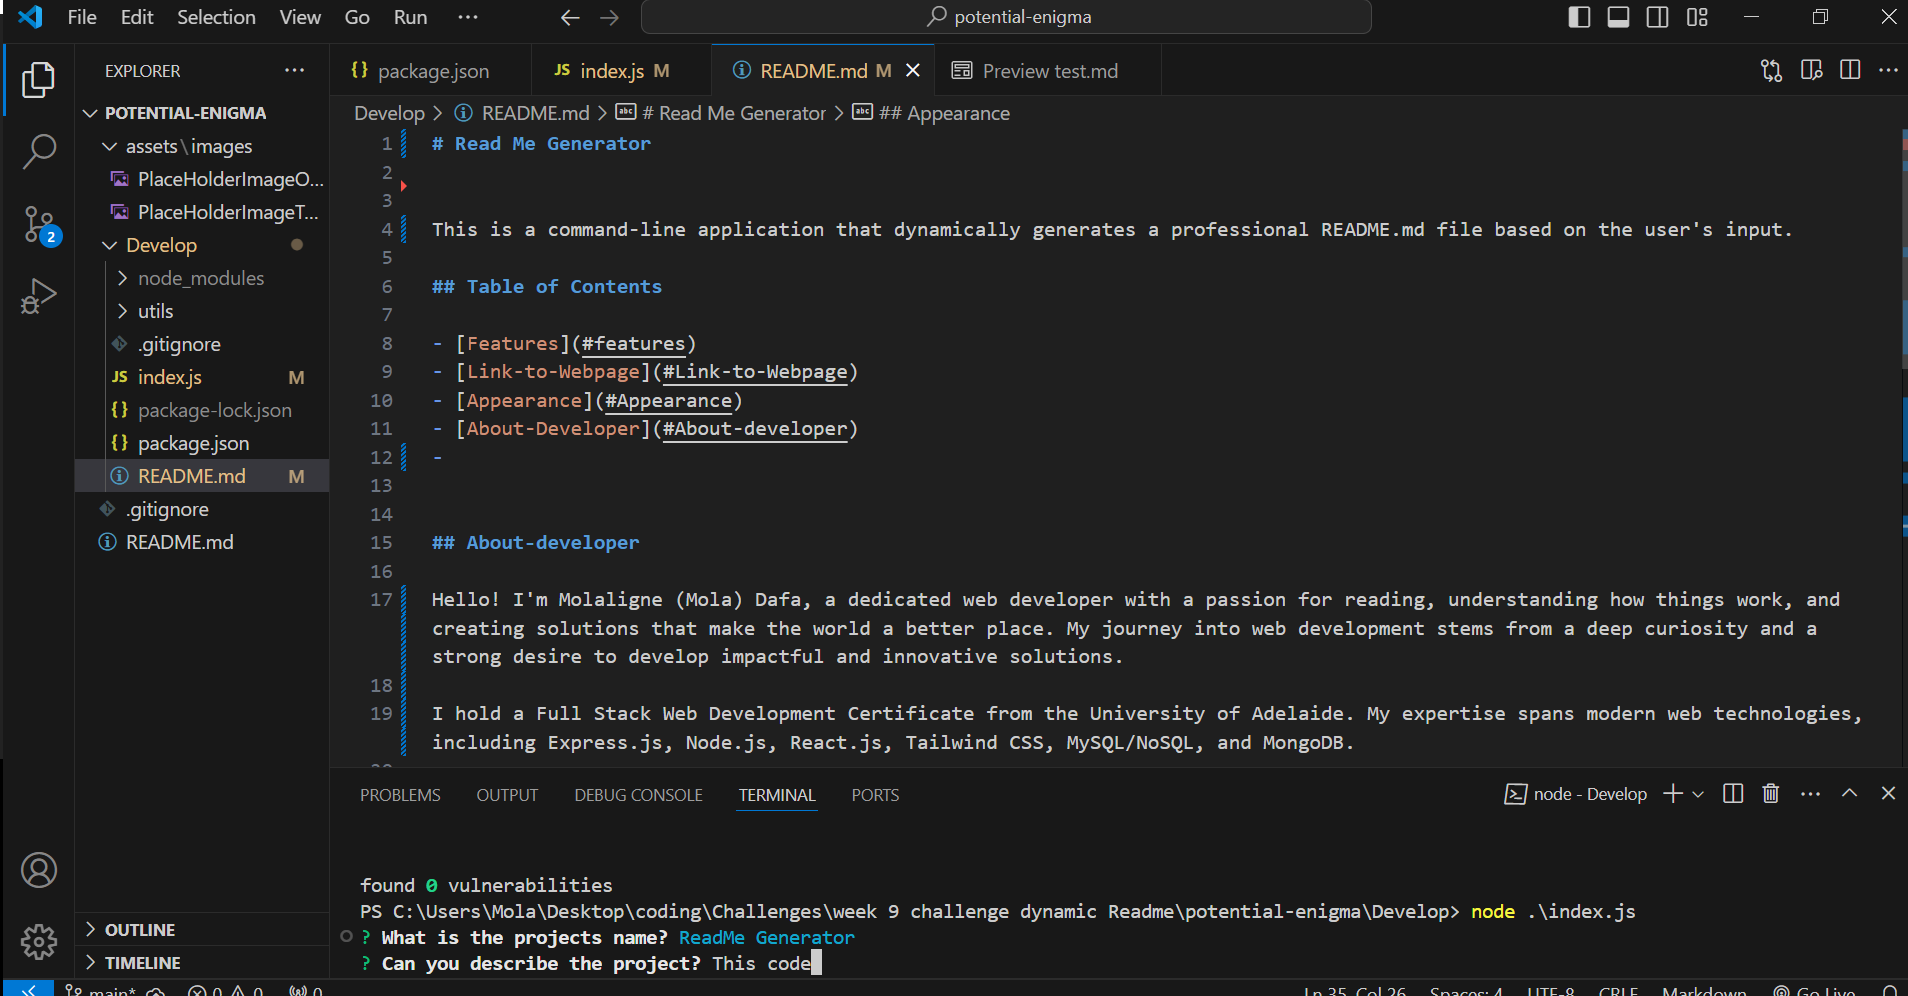 File Edit Selection View Go Run ··· potential-enigma
EXPLORER ···
POTENTIAL-ENIGMA
assets\images
PlaceHolderImageO...
PlaceHolderImageT...
Develop
node_modules
utils
.gitignore
JS index.js M
{} package-lock.json
{} package.json
README.md M
.gitignore
README.md
OUTLINE
TIMELINE
2
{} package.json JS index.js M README.md M Preview test.md
Develop > README.md > abc # Read Me Generator > abc ## Appearance
1 # Read Me Generator
2
3
4 This is a command-line application that dynamically generates a professional README.md file based on the user's input.
5
6 ## Table of Contents
7
8 - [Features](#features)
9 - [Link-to-Webpage](#Link-to-Webpage)
10 - [Appearance](#Appearance)
11 - [About-Developer](#About-developer)
12 -
13
14
15 ## About-developer
16
17 Hello! I'm Molaligne (Mola) Dafa, a dedicated web developer with a passion for reading, understanding how things work, and
creating solutions that make the world a better place. My journey into web development stems from a deep curiosity and a
strong desire to develop impactful and innovative solutions.
18
19 I hold a Full Stack Web Development Certificate from the University of Adelaide. My expertise spans modern web technologies,
including Express.js, Node.js, React.js, Tailwind CSS, MySQL/NoSQL, and MongoDB.
PROBLEMS OUTPUT DEBUG CONSOLE TERMINAL PORTS node - Develop
found 0 vulnerabilities
PS C:\Users\Mola\Desktop\coding\Challenges\week 9 challenge dynamic Readme\potential-enigma\Develop> node .\index.js
? What is the projects name? ReadMe Generator
? Can you describe the project? This code
main* 0 0 0 Ln 35, Col 26 Spaces: 4 UTF-8 CRLF Markdown Go Live